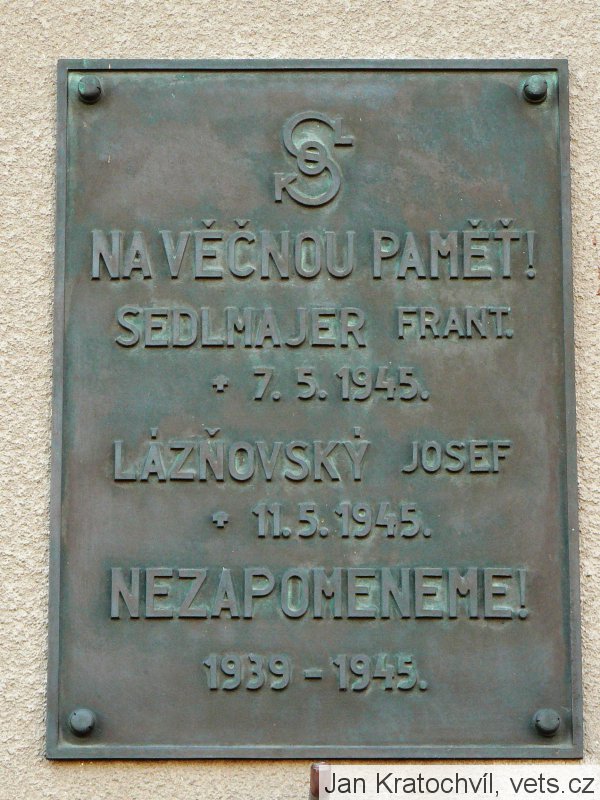 SOKOL
NA VĚČNOU PAMĚŤ!
SEDLMAJER FRANT.
+ 7. 5. 1945.
LÁZŇOVSKÝ JOSEF
+ 11. 5. 1945.
NEZAPOMENEME!
1939 - 1945.
Jan Kratochvíl, vets.cz